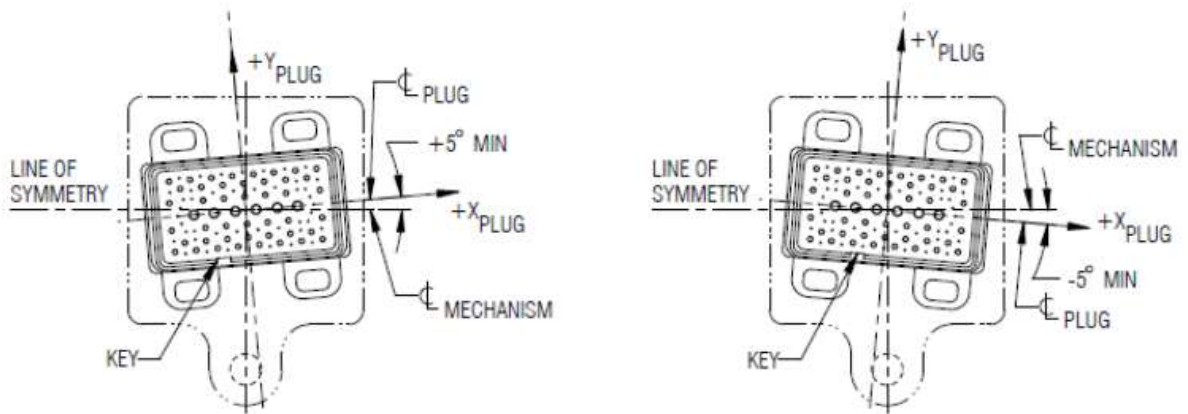 +Y PLUG
℄ PLUG
+5° MIN
LINE OF
SYMMETRY
+X PLUG
℄ MECHANISM
KEY
+Y PLUG
℄ MECHANISM
LINE OF
SYMMETRY
+X PLUG
-5° MIN
℄ PLUG
KEY